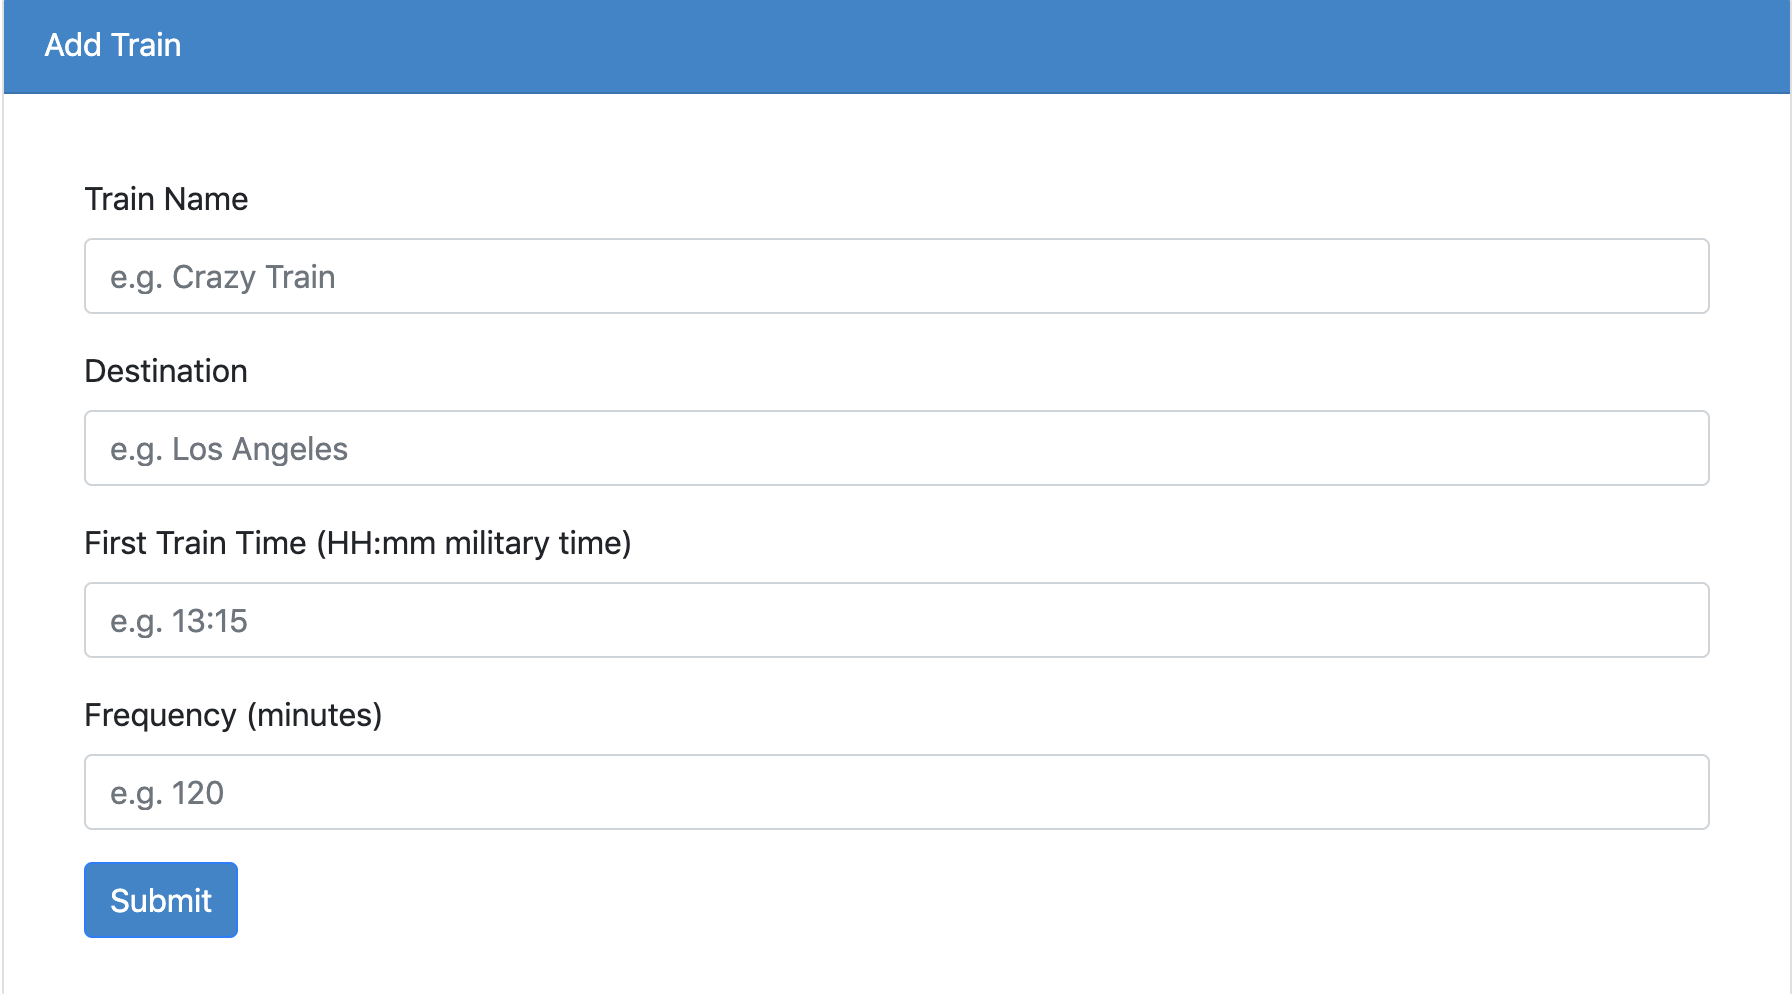 Add Train
Train Name
e.g. Crazy Train
Destination
e.g. Los Angeles
First Train Time (HH:mm military time)
e.g. 13:15
Frequency (minutes)
e.g. 120
Submit